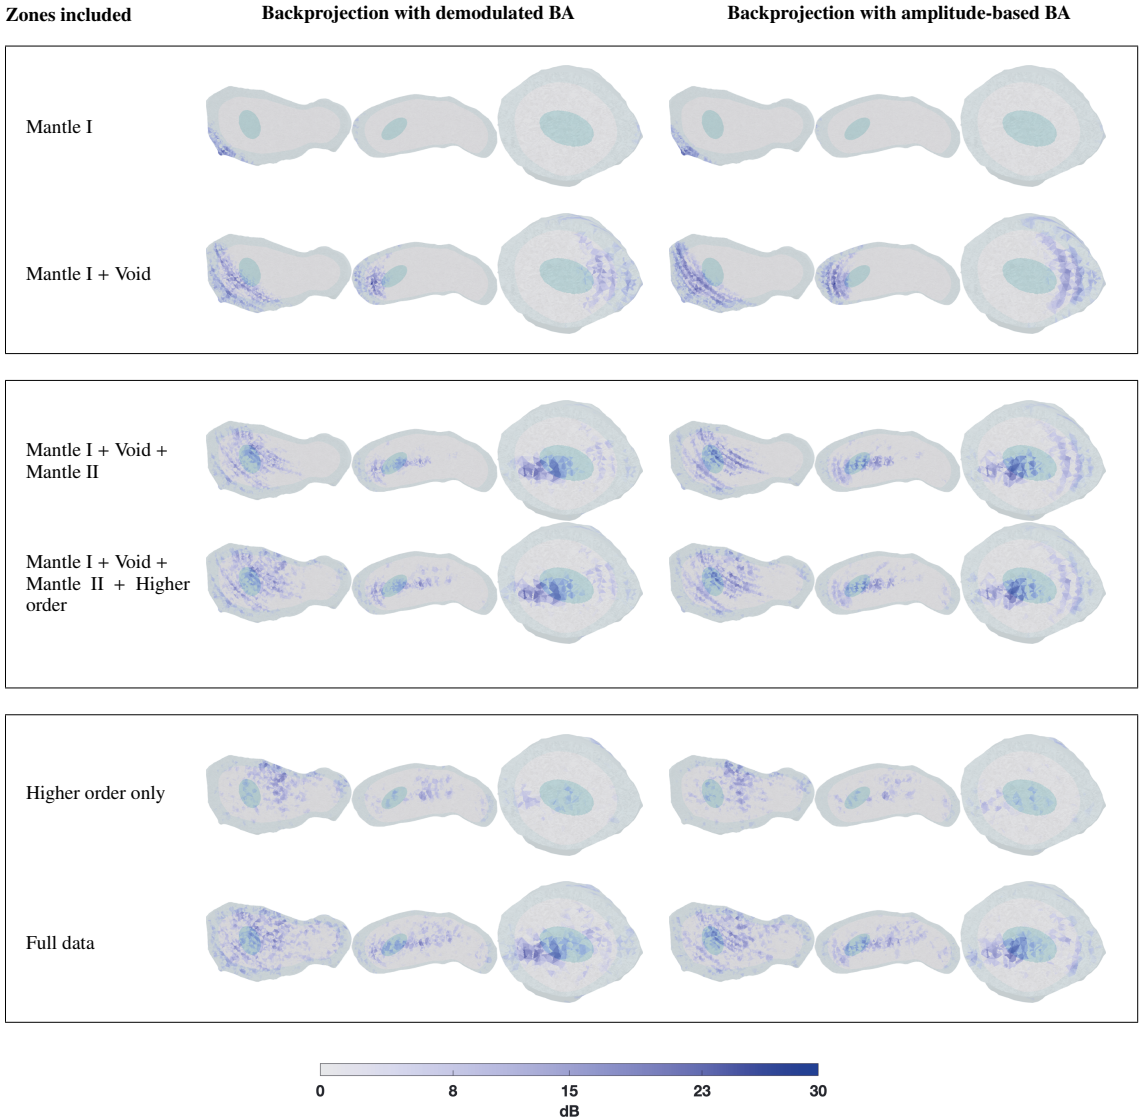 Zones included
Backprojection with demodulated BA
Backprojection with amplitude-based BA
Mantle I
Mantle I + Void
Mantle I + Void +
Mantle II
Mantle I + Void +
Mantle II + Higher
order
Higher order only
Full data
0 8 15 23 30
dB